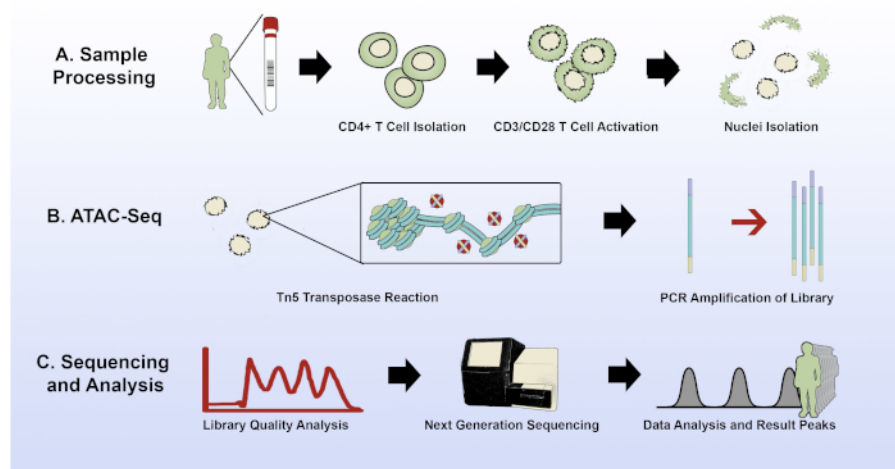 A. Sample
Processing
CD4+ T Cell Isolation
CD3/CD28 T Cell Activation
Nuclei Isolation
B. ATAC-Seq
Tn5 Transposase Reaction
PCR Amplification of Library
C. Sequencing
and Analysis
Library Quality Analysis
Next Generation Sequencing
Data Analysis and Result Peaks